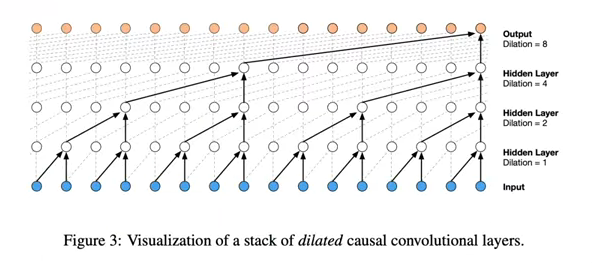 Output
Dilation = 8
Hidden Layer
Dilation = 4
Hidden Layer
Dilation = 2
Hidden Layer
Dilation = 1
Input
Figure 3: Visualization of a stack of dilated causal convolutional layers.